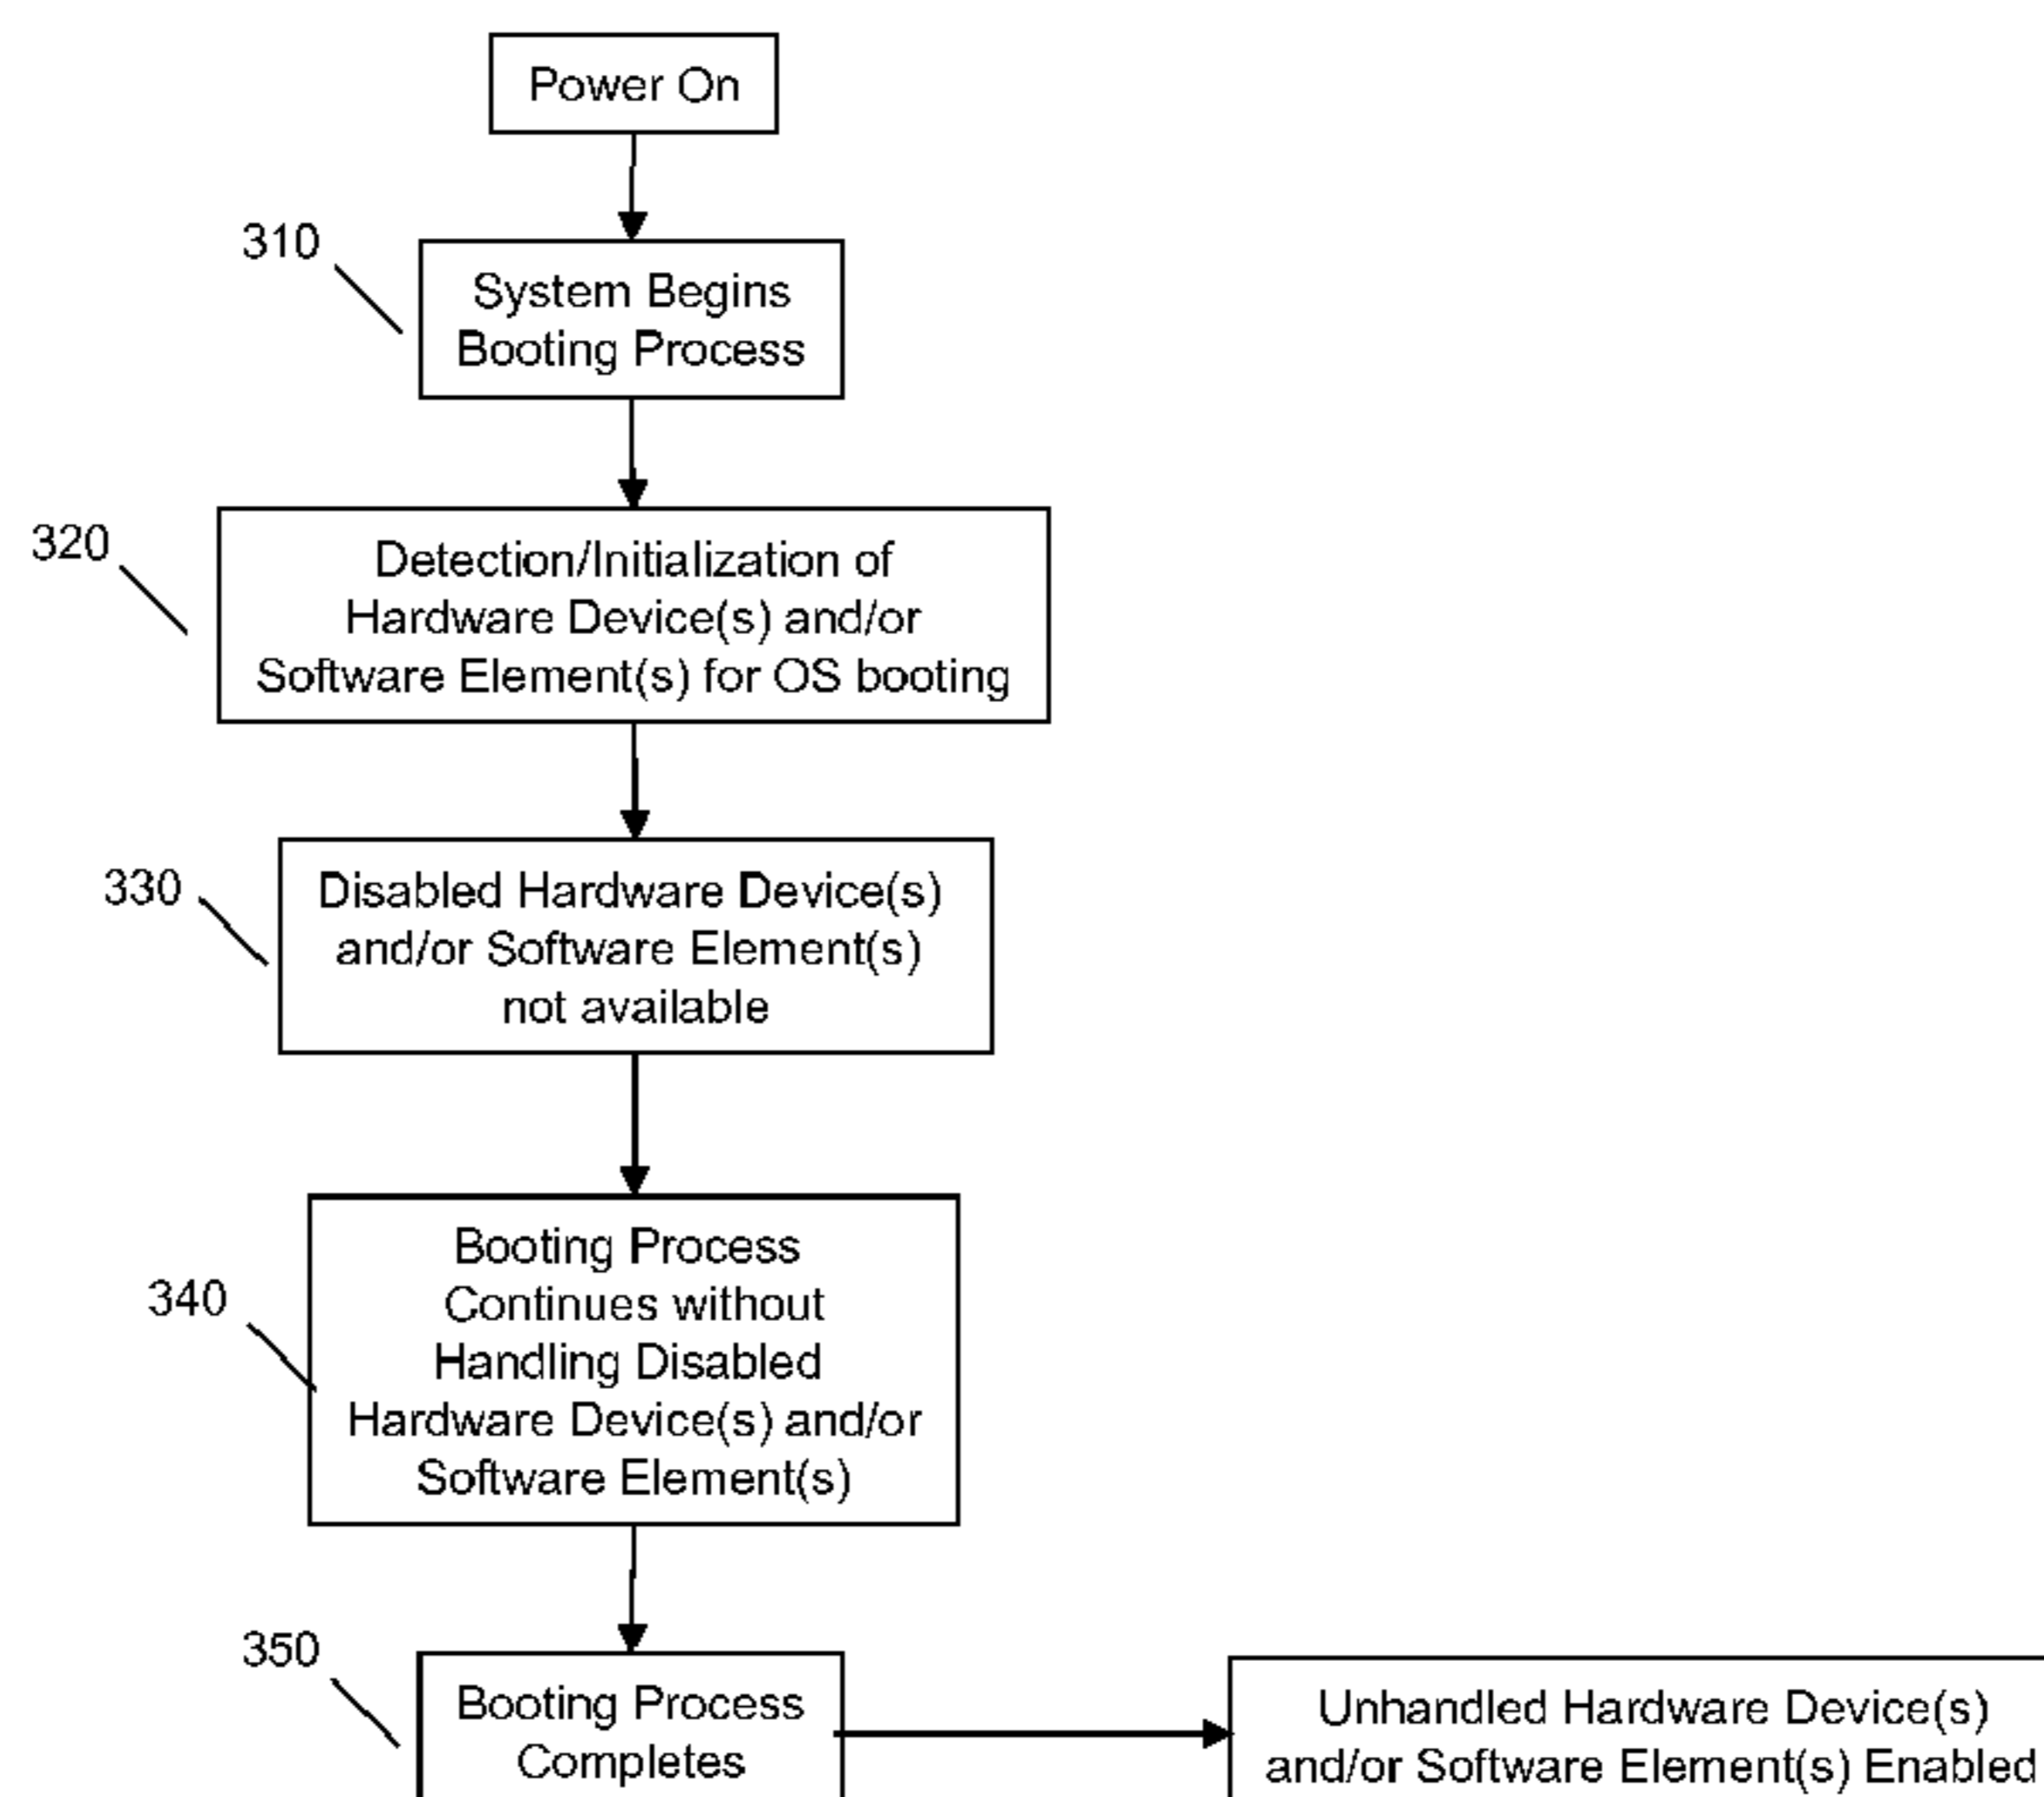 Power On
310
System Begins
Booting Process
320
Detection/Initialization of
Hardware Device(s) and/or
Software Element(s) for OS booting
330
Disabled Hardware Device(s)
and/or Software Element(s)
not available
340
Booting Process
Continues without
Handling Disabled
Hardware Device(s) and/or
Software Element(s)
350
Booting Process
Completes
Unhandled Hardware Device(s)
and/or Software Element(s) Enabled